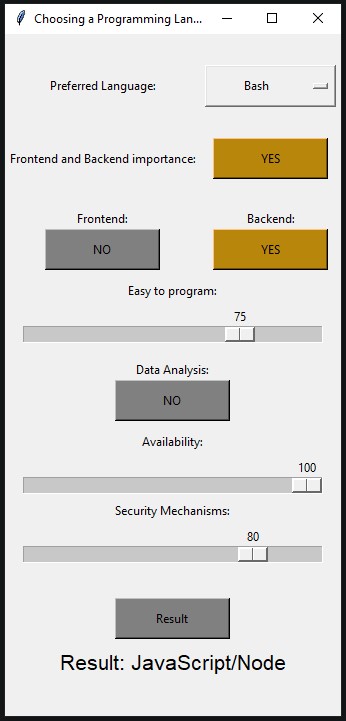 Choosing a Programming Lan...
Preferred Language: Bash
Frontend and Backend importance: YES
Frontend: Backend:
NO YES
Easy to program:
75
Data Analysis:
NO
Availability:
100
Security Mechanisms:
80
Result
Result: JavaScript/Node